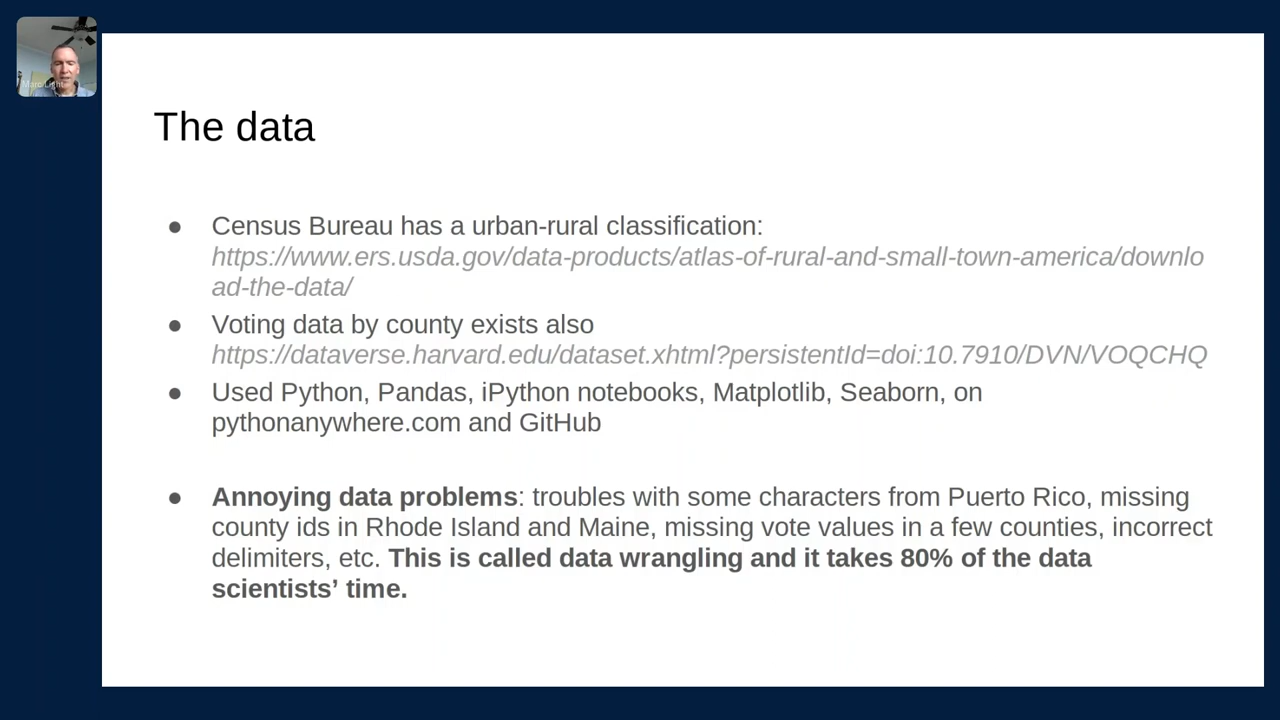 Marc Light
The data
● Census Bureau has a urban-rural classification:
https://www.ers.usda.gov/data-products/atlas-of-rural-and-small-town-america/downlo
ad-the-data/
● Voting data by county exists also
https://dataverse.harvard.edu/dataset.xhtml?persistentId=doi:10.7910/DVN/VOQCHQ
● Used Python, Pandas, iPython notebooks, Matplotlib, Seaborn, on
pythonanywhere.com and GitHub
● Annoying data problems: troubles with some characters from Puerto Rico, missing
county ids in Rhode Island and Maine, missing vote values in a few counties, incorrect
delimiters, etc. This is called data wrangling and it takes 80% of the data
scientists’ time.